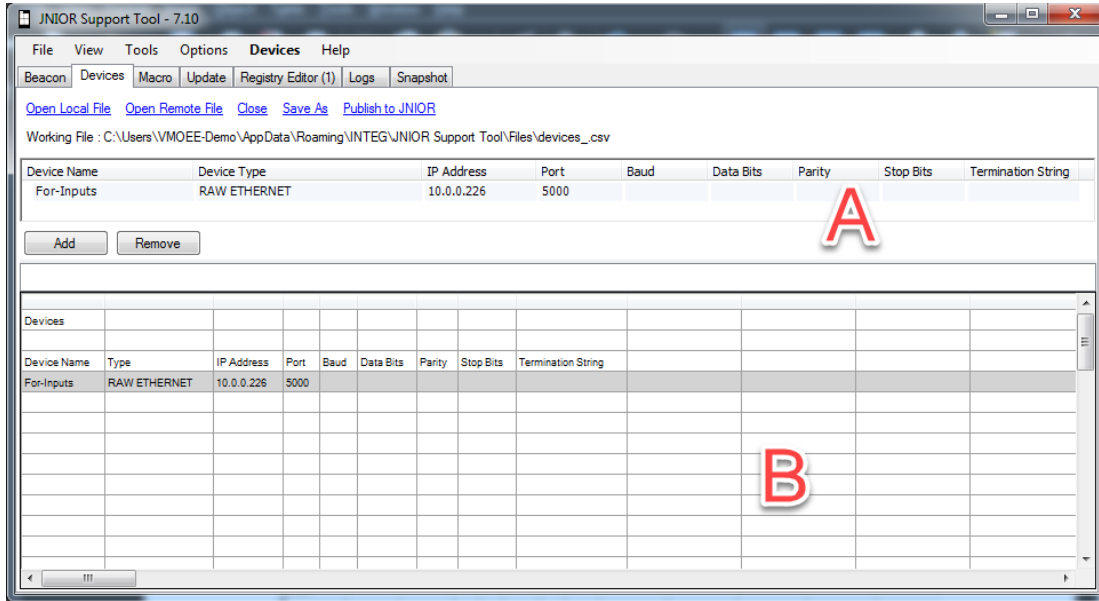 JNIOR Support Tool - 7.10
File View Tools Options Devices Help
Beacon Devices Macro Update Registry Editor (1) Logs Snapshot
Open Local File Open Remote File Close Save As Publish to JNIOR
Working File : C:\Users\VMOEE-Demo\AppData\Roaming\INTEG\JNIOR Support Tool\Files\devices_.csv
Device Name Device Type IP Address Port Baud Data Bits Parity Stop Bits Termination String
For-Inputs RAW ETHERNET 10.0.0.226 5000
A
Add Remove
Devices
Device Name Type IP Address Port Baud Data Bits Parity Stop Bits Termination String
For-Inputs RAW ETHERNET 10.0.0.226 5000
B